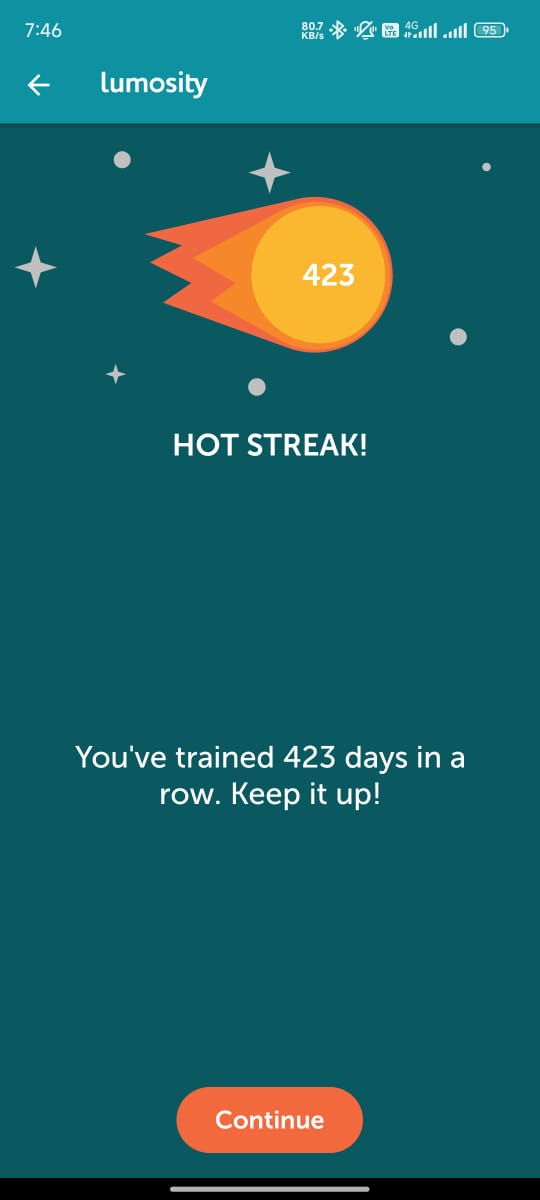 7:46
80.7
KB/s
Vo
LTE
4G
95
lumosity
423
HOT STREAK!
You've trained 423 days in a
row. Keep it up!
Continue